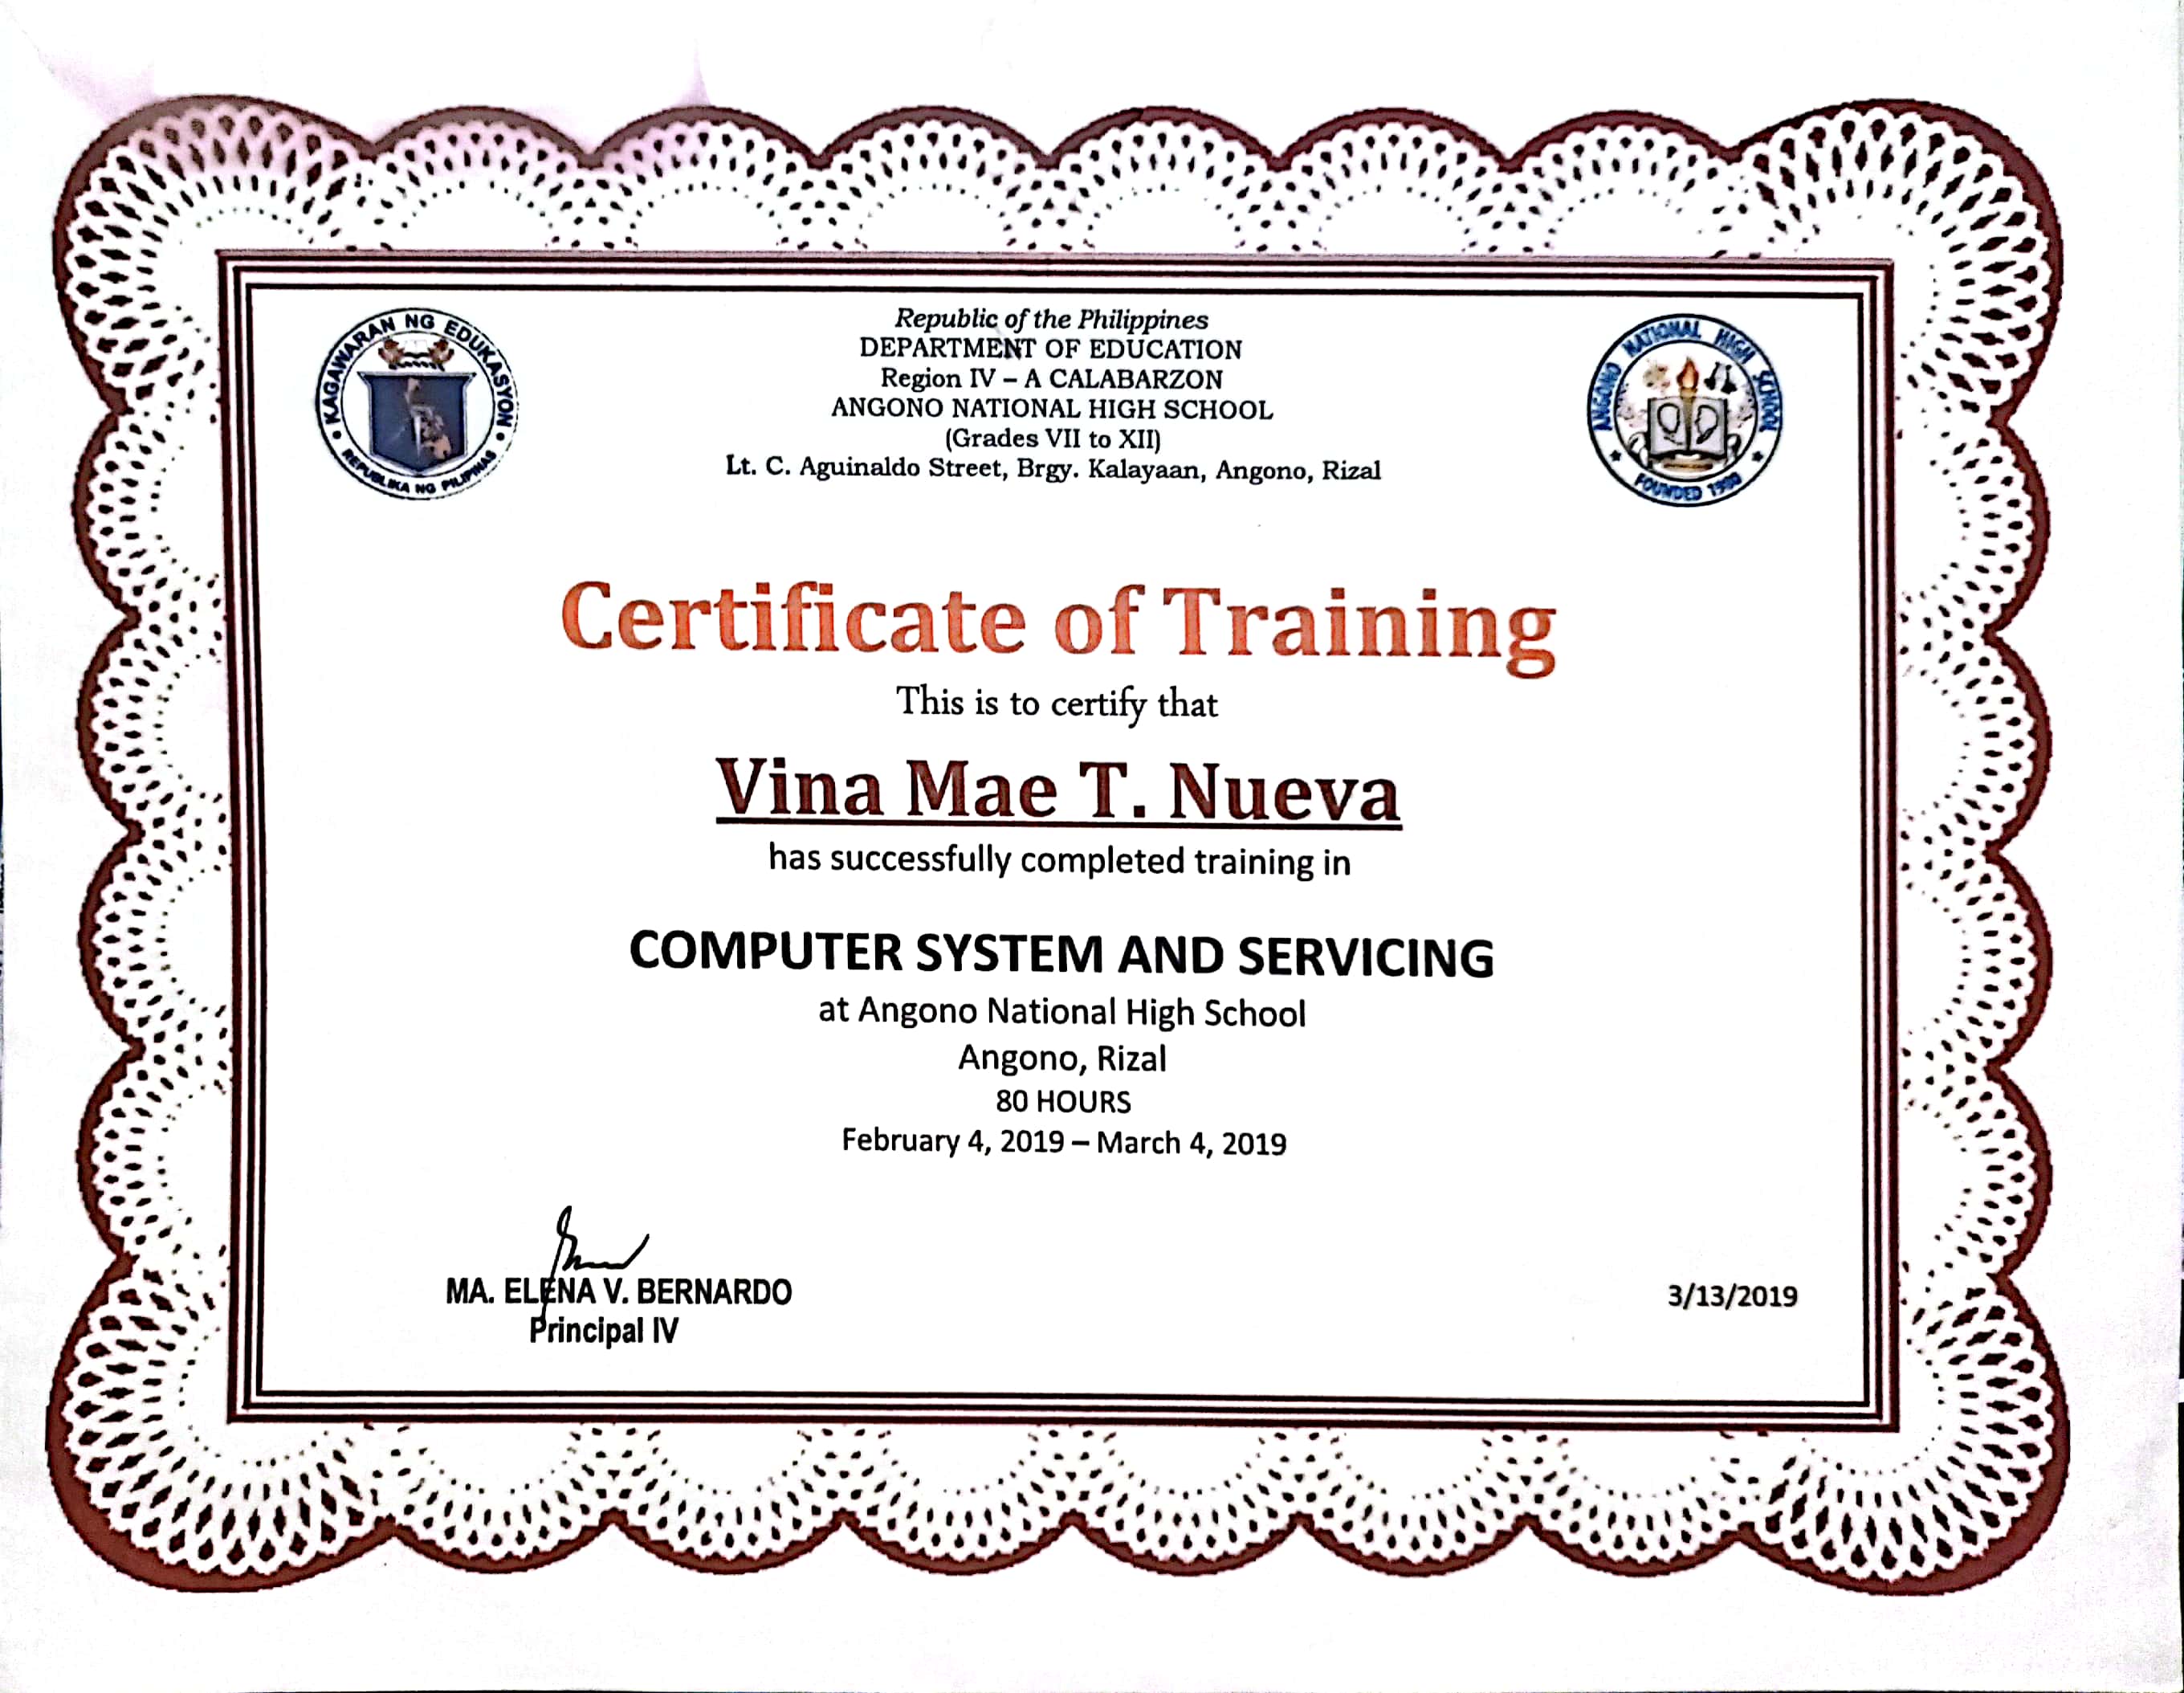 KAGAWARAN NG EDUKASYON
REPUBLIKA NG PILIPINAS
Republic of the Philippines
DEPARTMENT OF EDUCATION
Region IV – A CALABARZON
ANGONO NATIONAL HIGH SCHOOL
(Grades VII to XII)
Lt. C. Aguinaldo Street, Brgy. Kalayaan, Angono, Rizal
ANGONO NATIONAL HIGH SCHOOL
FOUNDED
Certificate of Training
This is to certify that
Vina Mae T. Nueva
has successfully completed training in
COMPUTER SYSTEM AND SERVICING
at Angono National High School
Angono, Rizal
80 HOURS
February 4, 2019 – March 4, 2019
MA. ELENA V. BERNARDO
Principal IV
3/13/2019